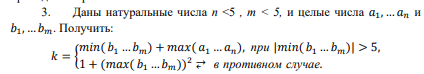 3. Даны натуральные числа n <5 , m < 5, и целые числа a₁, … aₙ и
b₁, … bₘ. Получить:
k = {min( b₁ … bₘ) + max( a₁ … aₙ), при |min( b₁ … bₘ)| > 5,
1 + (max( b₁ … bₘ))² ⇄ в противном случае.